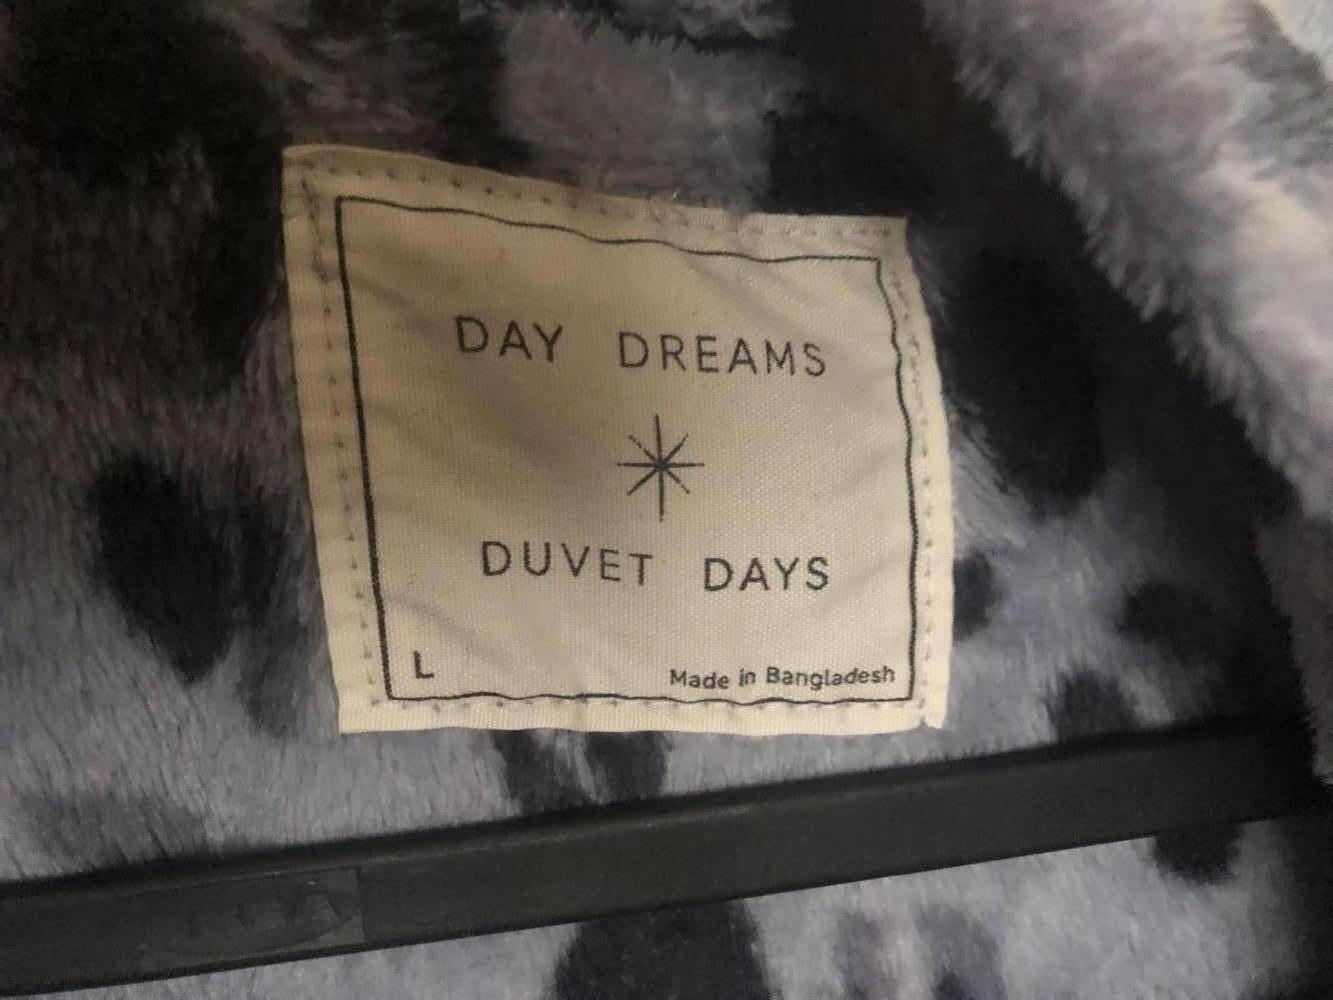 DAY DREAMS
DUVET DAYS
L
Made in Bangladesh